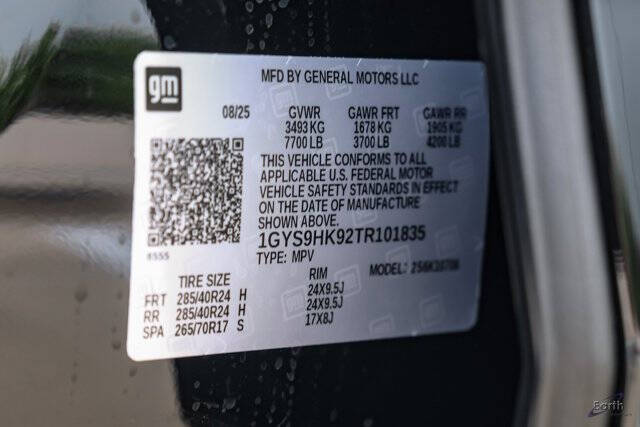 gm
MFD BY GENERAL MOTORS LLC
08/25 GVWR GAWR FRT GAWR RR
3493 KG 1678 KG 1905 KG
7700 LB 3700 LB 4200 LB
THIS VEHICLE CONFORMS TO ALL
APPLICABLE U.S. FEDERAL MOTOR
VEHICLE SAFETY STANDARDS IN EFFECT
ON THE DATE OF MANUFACTURE
SHOWN ABOVE.
1GYS9HK92TR101835
TYPE: MPV
MODEL:
TIRE SIZE RIM
FRT 285/40R24 H 24X9.5J
RR 285/40R24 H 24X9.5J
SPA 265/70R17 S 17X8J
Earth